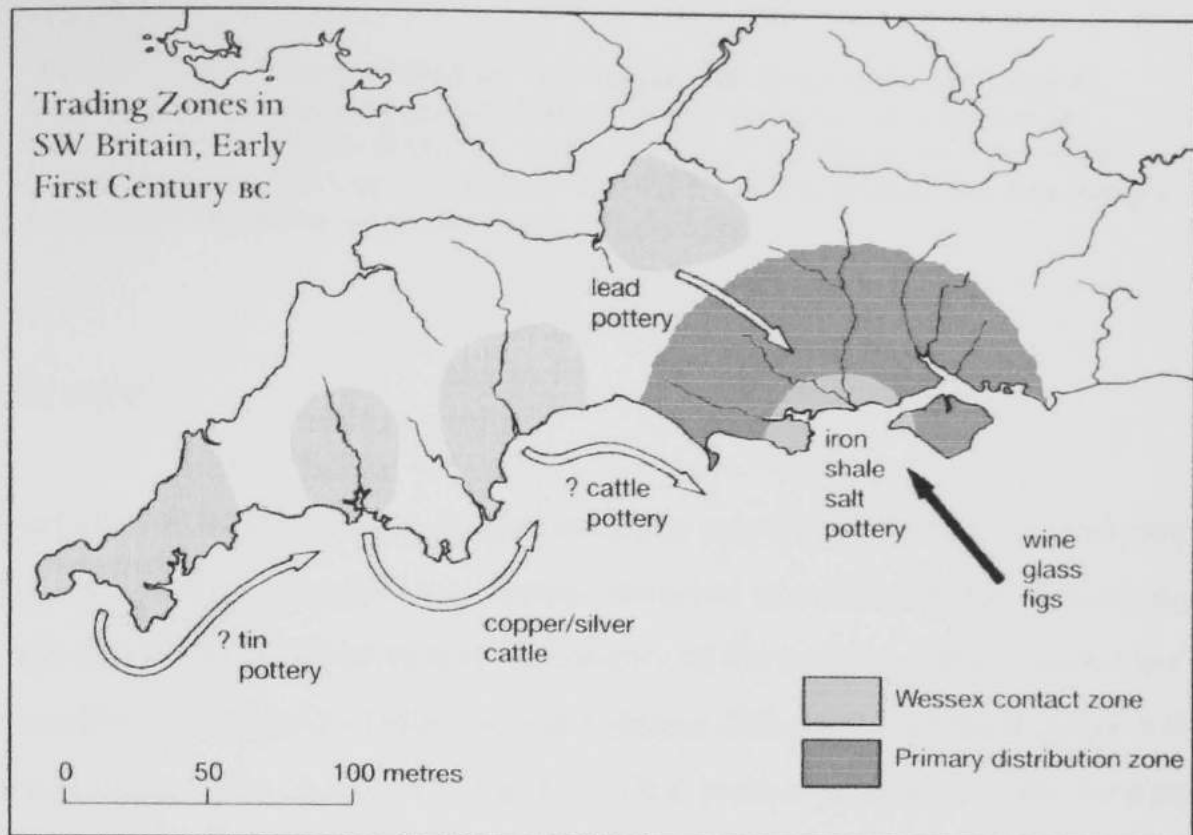 Trading Zones in
SW Britain, Early
First Century BC
lead
pottery
iron
shale
salt
pottery
? cattle
pottery
wine
glass
figs
? tin
pottery
copper/silver
cattle
Wessex contact zone
Primary distribution zone
0 50 100 metres